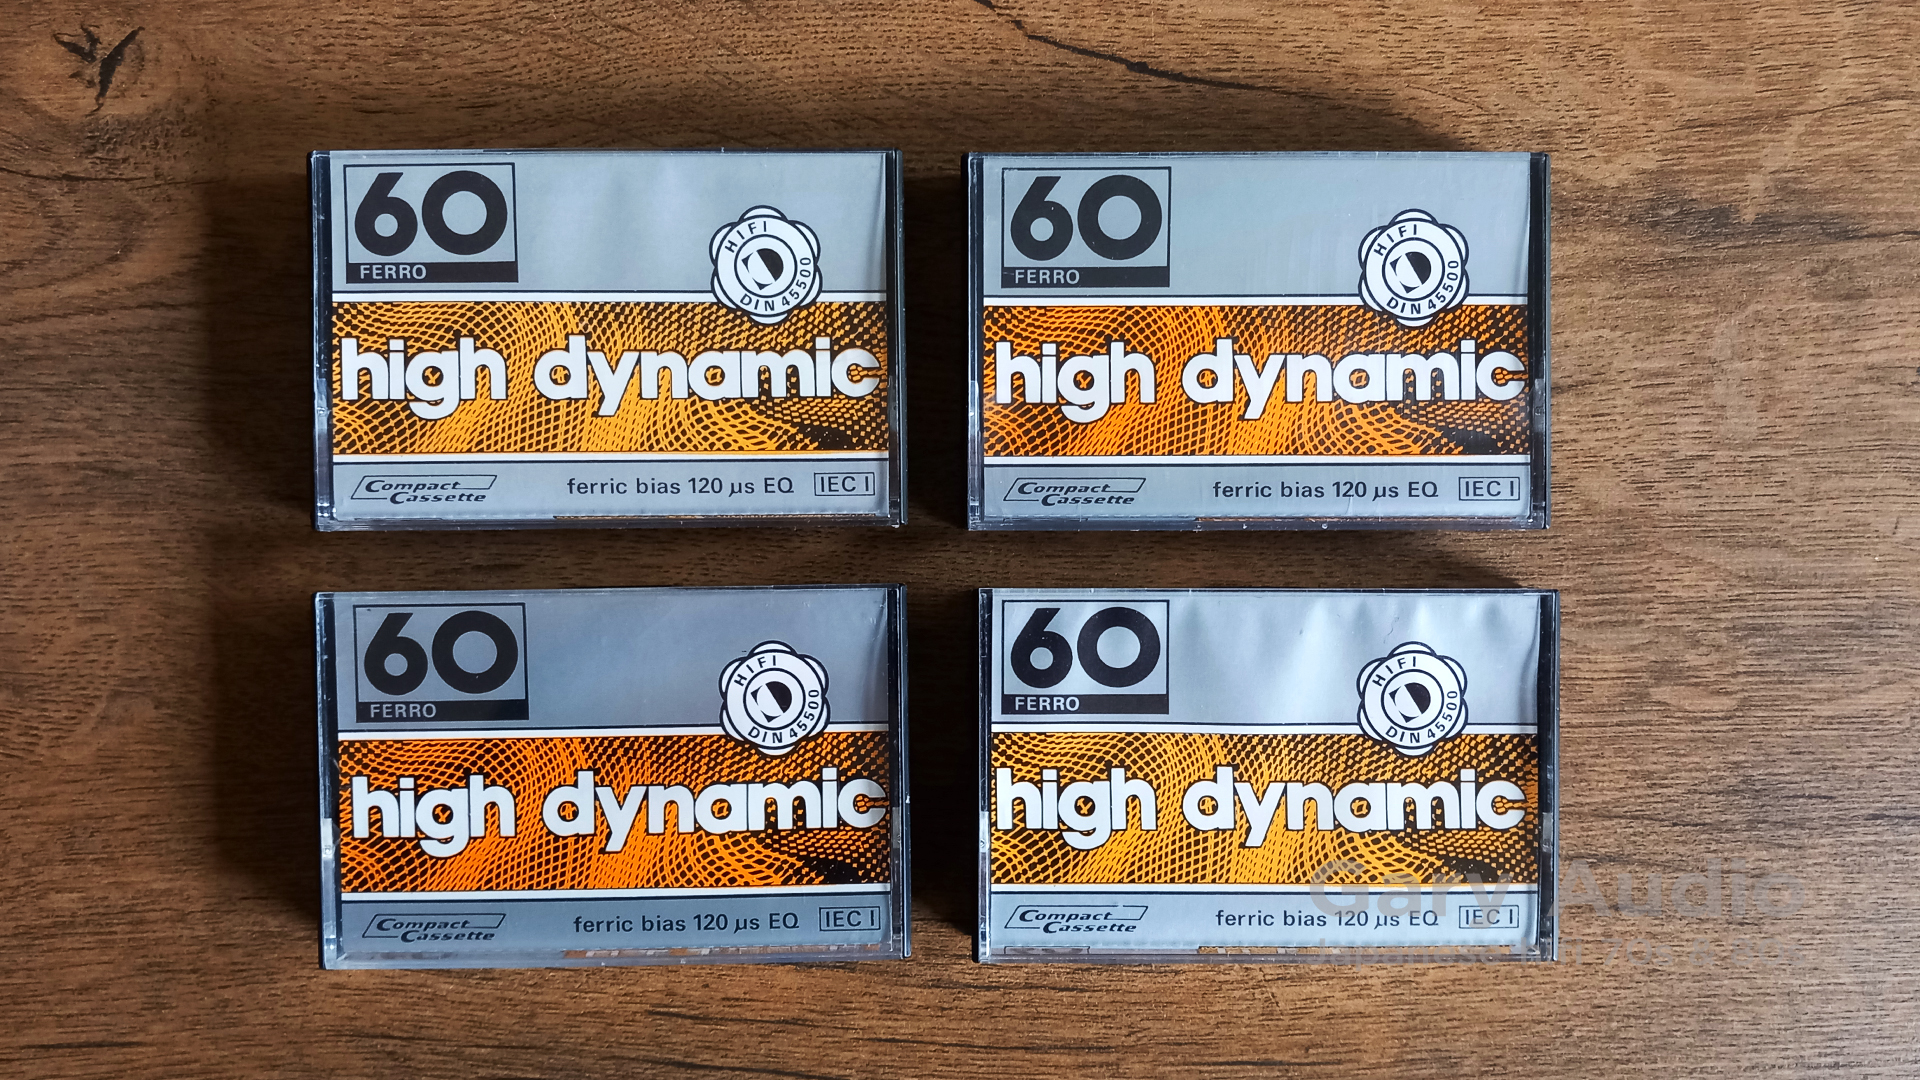 60
FERRO
HIFI
DIN 45500
high dynamic
Compact
Cassette
ferric bias 120 µs EQ IEC I
60
FERRO
HIFI
DIN 45500
high dynamic
Compact
Cassette
ferric bias 120 µs EQ IEC I
60
FERRO
HIFI
DIN 45500
high dynamic
Compact
Cassette
ferric bias 120 µs EQ IEC I
60
FERRO
HIFI
DIN 45500
high dynamic
Compact
Cassette
ferric bias 120 µs EQ IEC I
Gary Audio
Japanese
70s & 80s